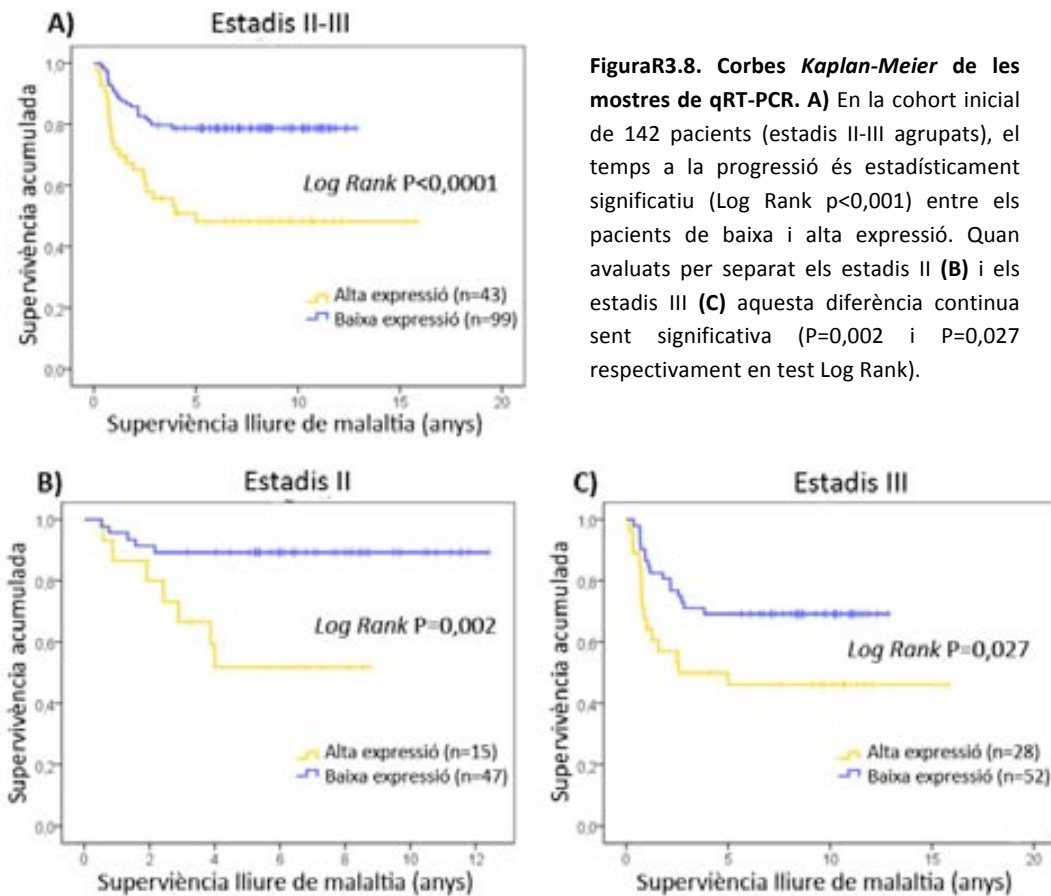 A)
Estadis II-III
Supervivència acumulada
1,0
0,8
0,6
0,4
0,2
0,0
Log Rank P<0,0001
Alta expressió (n=43)
Baixa expressió (n=99)
0 5 10 15 20
Superviència lliure de malaltia (anys)
FiguraR3.8. Corbes Kaplan-Meier de les
mostres de qRT-PCR. A) En la cohort inicial
de 142 pacients (estadis II-III agrupats), el
temps a la progressió és estadísticament
significatiu (Log Rank p<0,001) entre els
pacients de baixa i alta expressió. Quan
avaluats per separat els estadis II (B) i els
estadis III (C) aquesta diferència continua
sent significativa (P=0,002 i P=0,027
respectivament en test Log Rank).
B)
Estadis II
Supervivència acumulada
1,0
0,8
0,6
0,4
0,2
0,0
Log Rank P=0,002
Alta expressió (n=15)
Baixa expressió (n=47)
0 2 4 6 8 10 12
Superviència lliure de malaltia (anys)
C)
Estadis III
Supervivència acumulada
1,0
0,8
0,6
0,4
0,2
0,0
Log Rank P=0,027
Alta expressió (n=28)
Baixa expressió (n=52)
0 5 10 15 20
Superviència lliure de malaltia (anys)